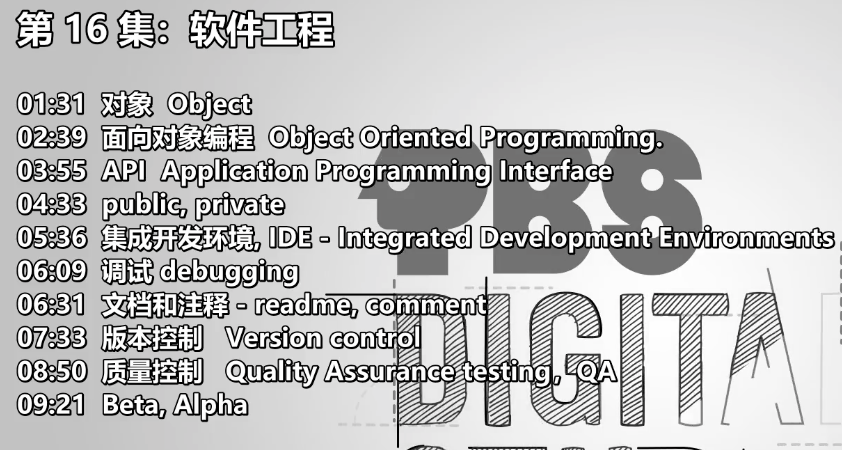 第 16 集：软件工程
01:31 对象 Object
02:39 面向对象编程 Object Oriented Programming.
03:55 API Application Programming Interface
04:33 public, private
05:36 集成开发环境, IDE - Integrated Development Environments
06:09 调试 debugging
06:31 文档和注释 - readme, comment
07:33 版本控制 Version control
08:50 质量控制 Quality Assurance testing，QA
09:21 Beta, Alpha
PBS
DIGITA